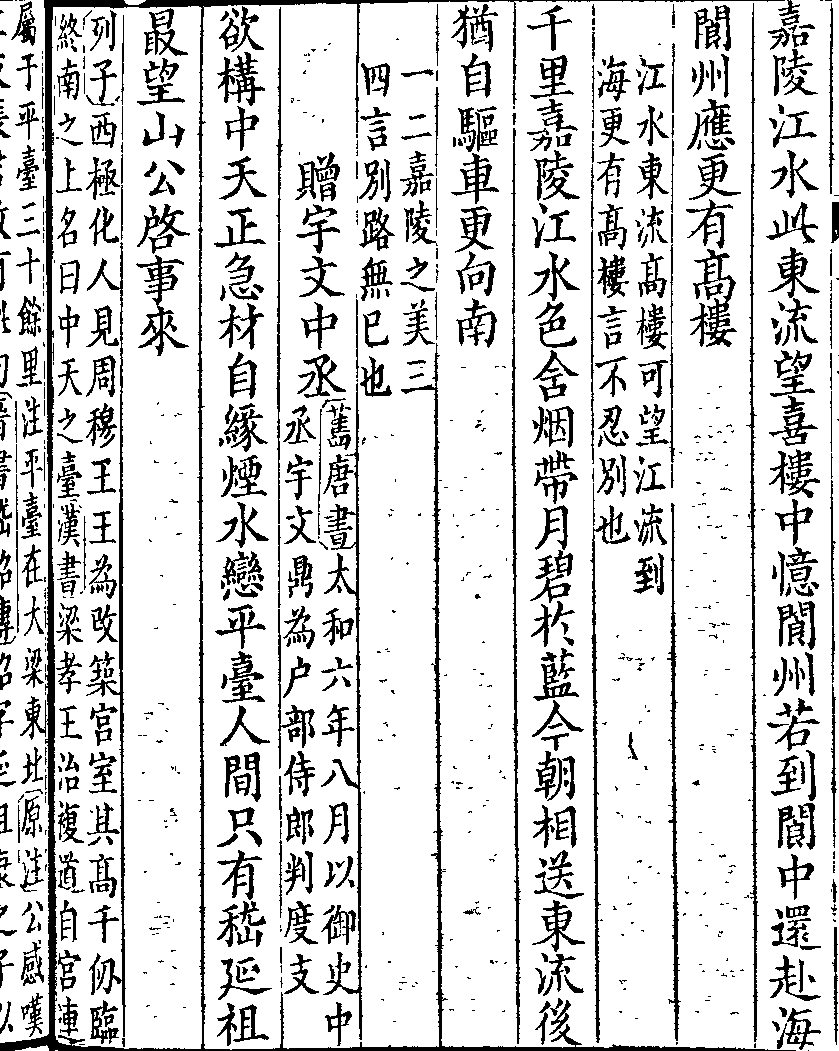 嘉陵江水此東流望喜樓中憶閬州若到閬中還赴海
閬州應更有高樓
江水東流高樓可望江流到
海更有高樓言不忍別也
千里嘉陵江水色含烟帶月碧於藍今朝相送東流後
猶自驅車更向南
一二嘉陵之美三
四言別路無已也
贈宇文中丞
舊唐書太和六年八月以御史中
丞宇文鼎為户部侍郎判度支
欲構中天正急材自緣煙水戀平臺人間只有嵇延祖
最望山公啓事來
列子西極化人見周穆王王為改築宮室其高千仞臨
終南之上名曰中天之臺漢書梁孝王治複道自宮連
屬于平臺三十餘里注平臺在大梁東北原注公感嘆